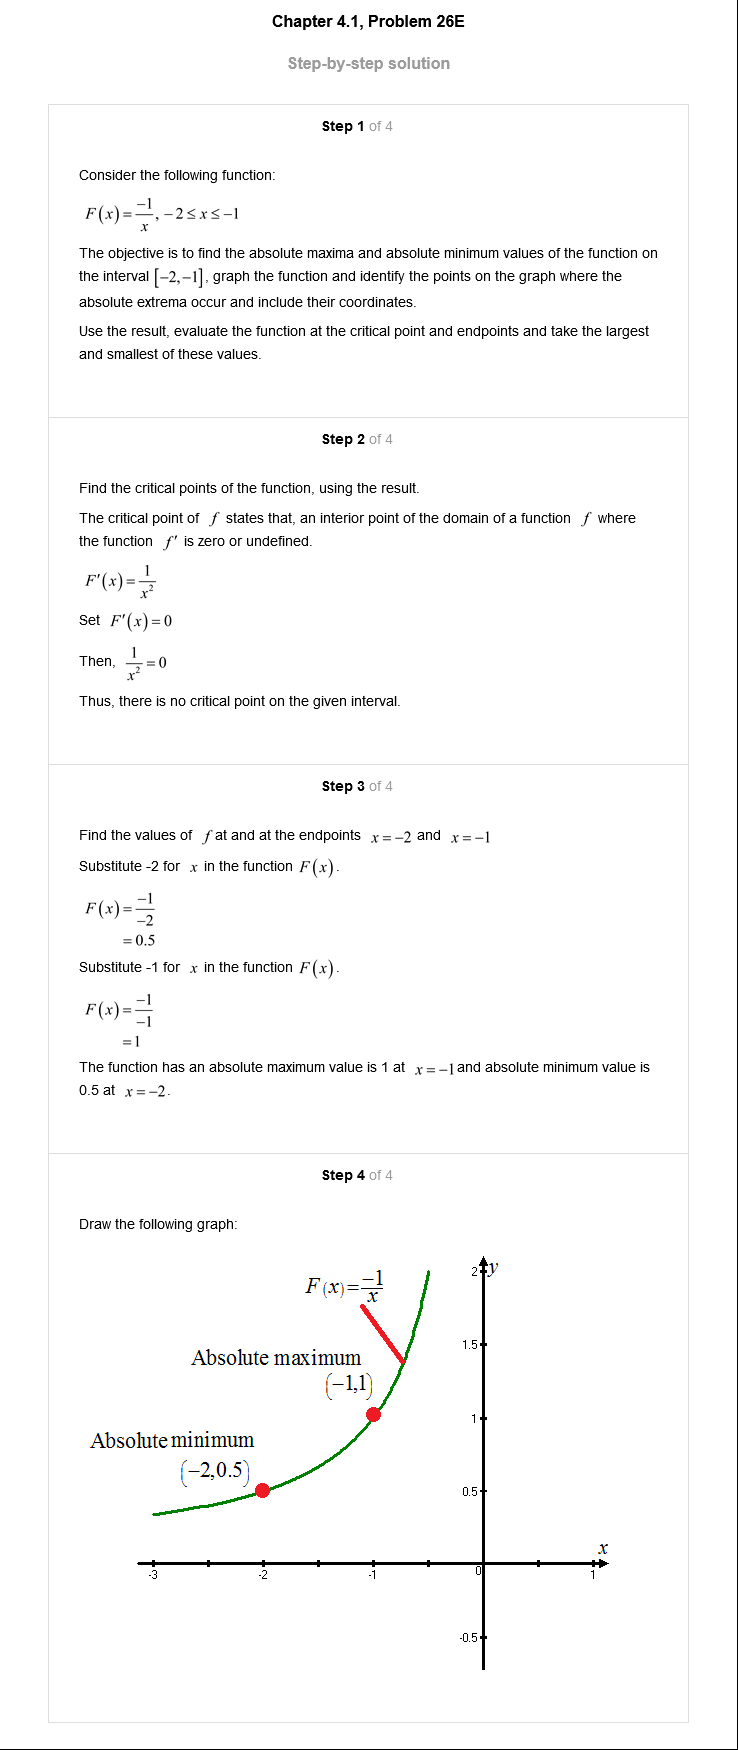 Chapter 4.1, Problem 26E
Step-by-step solution
Step 1 of 4
Consider the following function:
F(x)=−1/x, −2≤x≤−1
The objective is to find the absolute maxima and absolute minimum values of the function on
the interval [−2,−1], graph the function and identify the points on the graph where the
absolute extrema occur and include their coordinates.
Use the result, evaluate the function at the critical point and endpoints and take the largest
and smallest of these values.
Step 2 of 4
Find the critical points of the function, using the result.
The critical point of f states that, an interior point of the domain of a function f where
the function f′ is zero or undefined.
F′(x)=1/x²
Set F′(x)=0
Then, 1/x²=0
Thus, there is no critical point on the given interval.
Step 3 of 4
Find the values of f at and at the endpoints x=−2 and x=−1
Substitute -2 for x in the function F(x).
F(x)=−1/−2
=0.5
Substitute -1 for x in the function F(x).
F(x)=−1/−1
=1
The function has an absolute maximum value is 1 at x=−1 and absolute minimum value is
0.5 at x=−2.
Step 4 of 4
Draw the following graph:
F(x)=−1/x
2 y
1.5
Absolute maximum
(−1,1)
1
Absolute minimum
(−2,0.5)
0.5
x
-3 -2 -1 0 1
-0.5